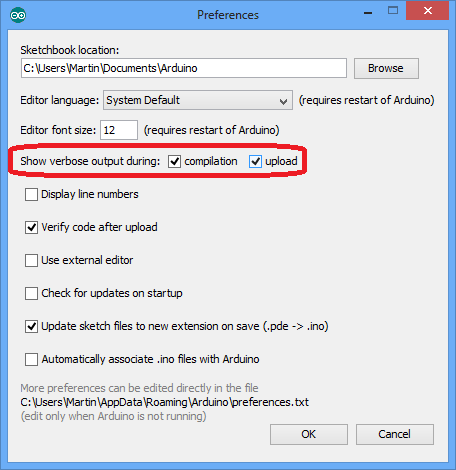 Preferences
Sketchbook location:
C:\Users\Martin\Documents\Arduino Browse
Editor language: System Default (requires restart of Arduino)
Editor font size: 12 (requires restart of Arduino)
Show verbose output during: compilation upload
Display line numbers
Verify code after upload
Use external editor
Check for updates on startup
Update sketch files to new extension on save (.pde -> .ino)
Automatically associate .ino files with Arduino
More preferences can be edited directly in the file
C:\Users\Martin\AppData\Roaming\Arduino\preferences.txt
(edit only when Arduino is not running)
OK Cancel